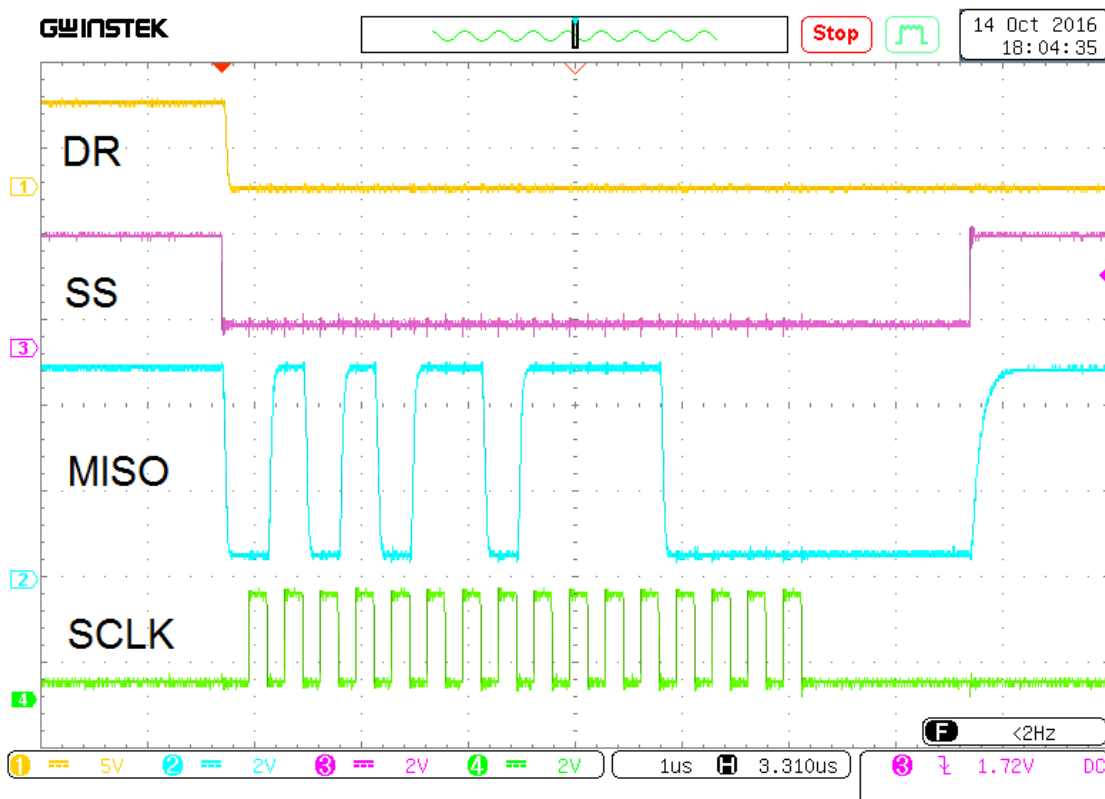 GWINSTEK
Stop
14 Oct 2016
18:04:35
DR
1
SS
3
MISO
2
SCLK
4
F <2Hz
1 5V 2 2V 3 2V 4 2V
1us H 3.310us
3 1.72V DC